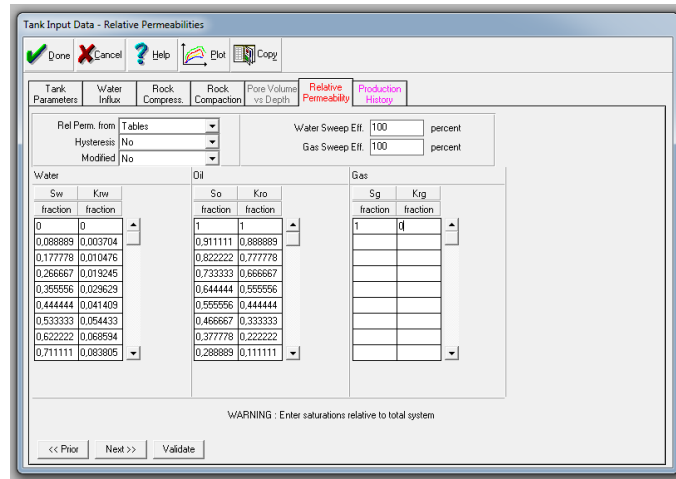 Tank Input Data - Relative Permeabilities
Done Cancel Help Plot Copy
Tank Parameters Water Influx Rock Compress. Rock Compaction Pore Volume vs Depth Relative Permeability Production History
Rel Perm. from Tables Water Sweep Eff. 100 percent
Hysteresis No Gas Sweep Eff. 100 percent
Modified No
Water Oil Gas
Sw Krw So Kro Sg Krg
fraction fraction fraction fraction fraction fraction
0 0 1 1 1 0
0,088889 0,003704 0,911111 0,888889
0,177778 0,010476 0,822222 0,777778
0,266667 0,019245 0,733333 0,666667
0,355556 0,029629 0,644444 0,555556
0,444444 0,041409 0,555556 0,444444
0,533333 0,054433 0,466667 0,333333
0,622222 0,068594 0,377778 0,222222
0,711111 0,083805 0,288889 0,111111
WARNING : Enter saturations relative to total system
<< Prior Next >> Validate